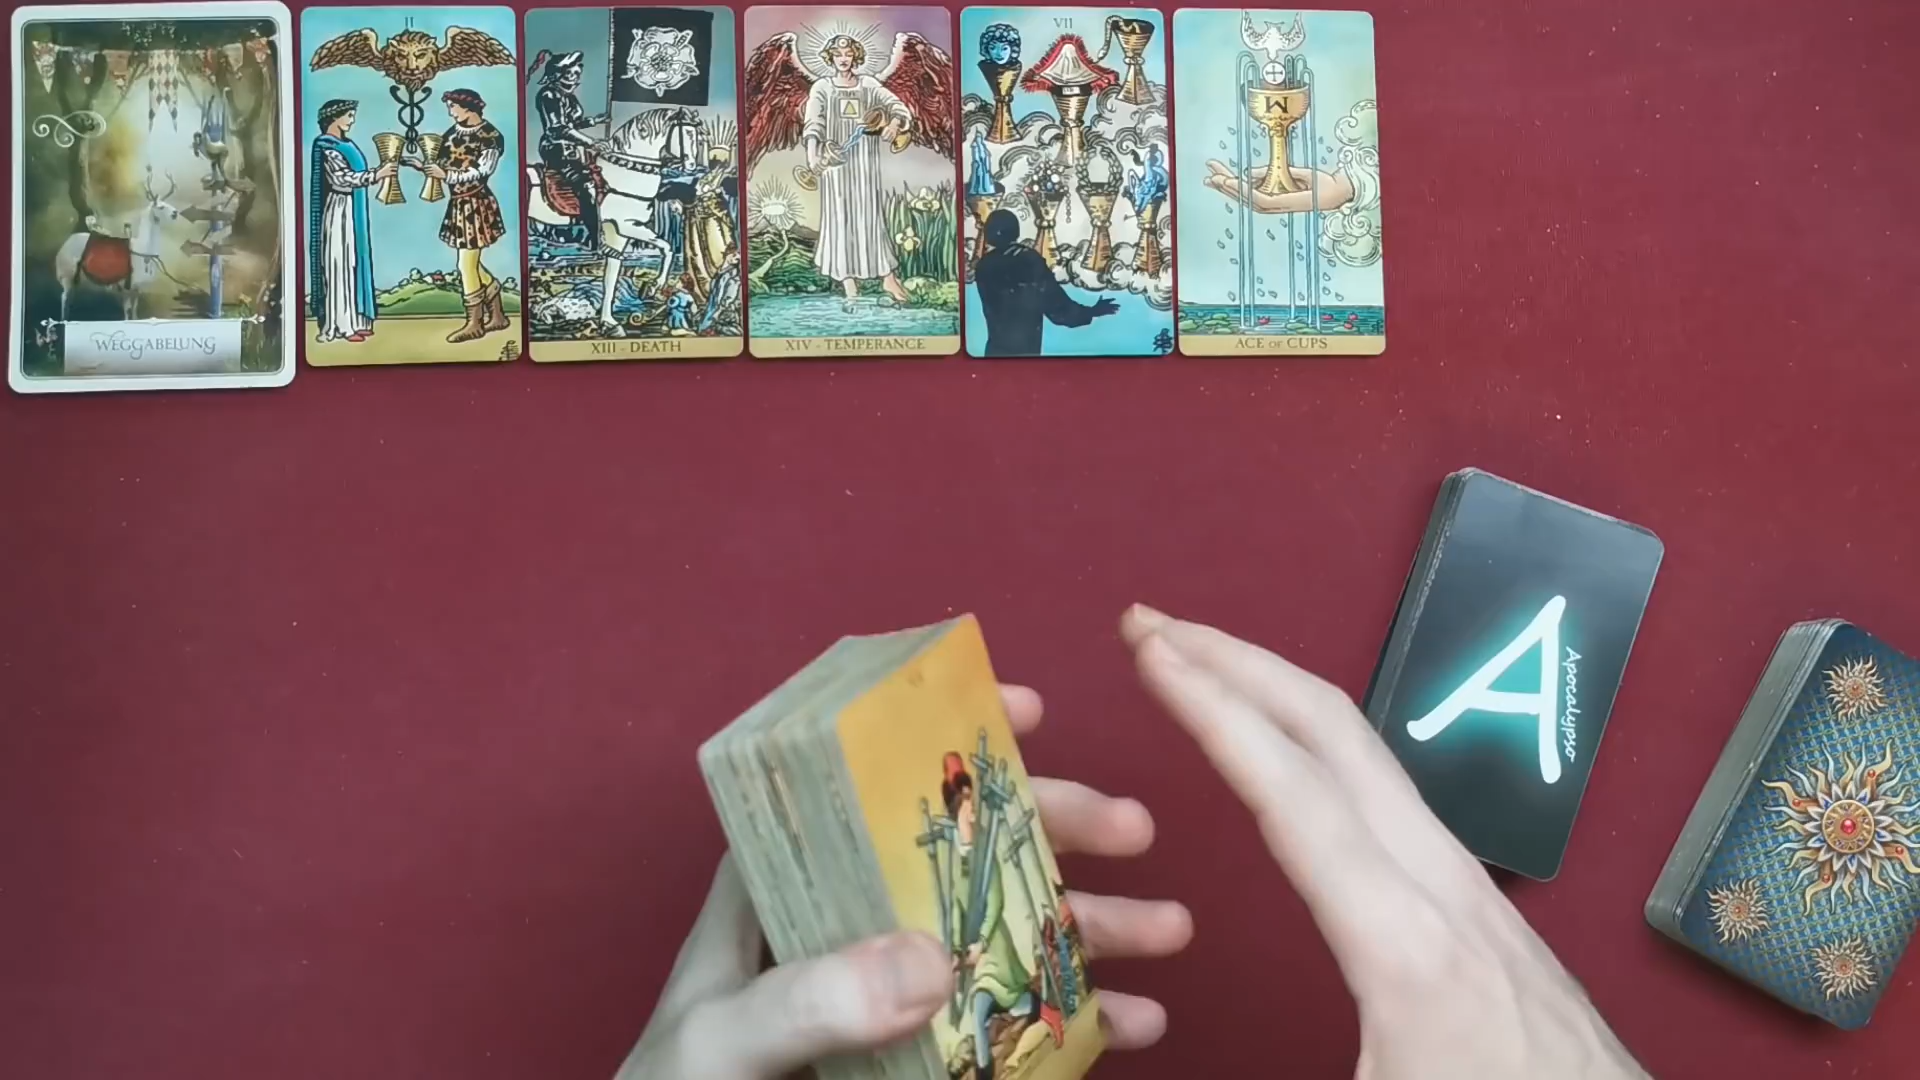 WEGGABELUNG
II
XIII - DEATH
XIV - TEMPERANCE
VII
ACE OF CUPS
A
Apocalypso